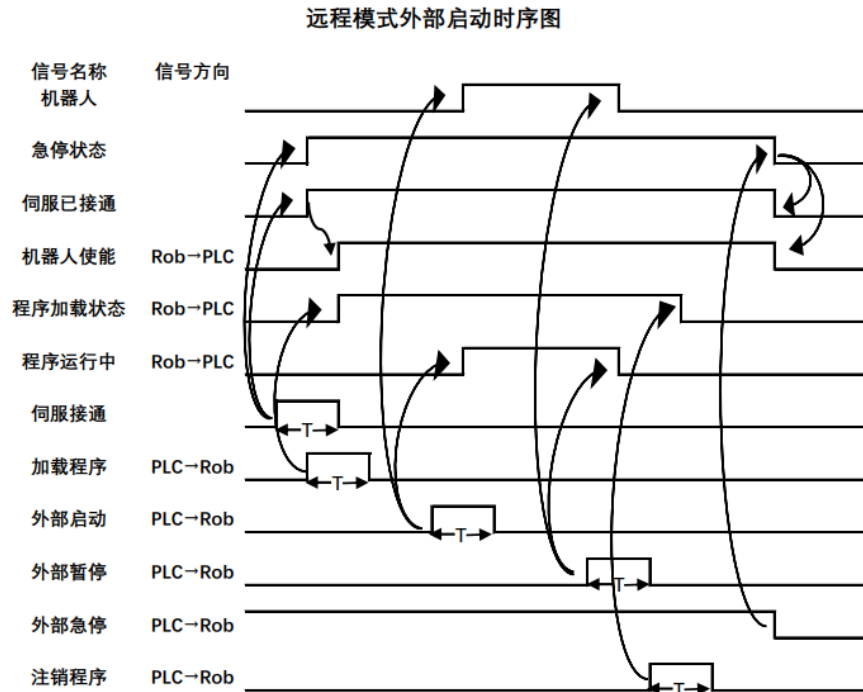 远程模式外部启动时序图
信号名称 信号方向
机器人
急停状态
伺服已接通
机器人使能 Rob→PLC
程序加载状态 Rob→PLC
程序运行中 Rob→PLC
伺服接通
T
加载程序 PLC→Rob
T
外部启动 PLC→Rob
T
外部暂停 PLC→Rob
T
外部急停 PLC→Rob
注销程序 PLC→Rob
T